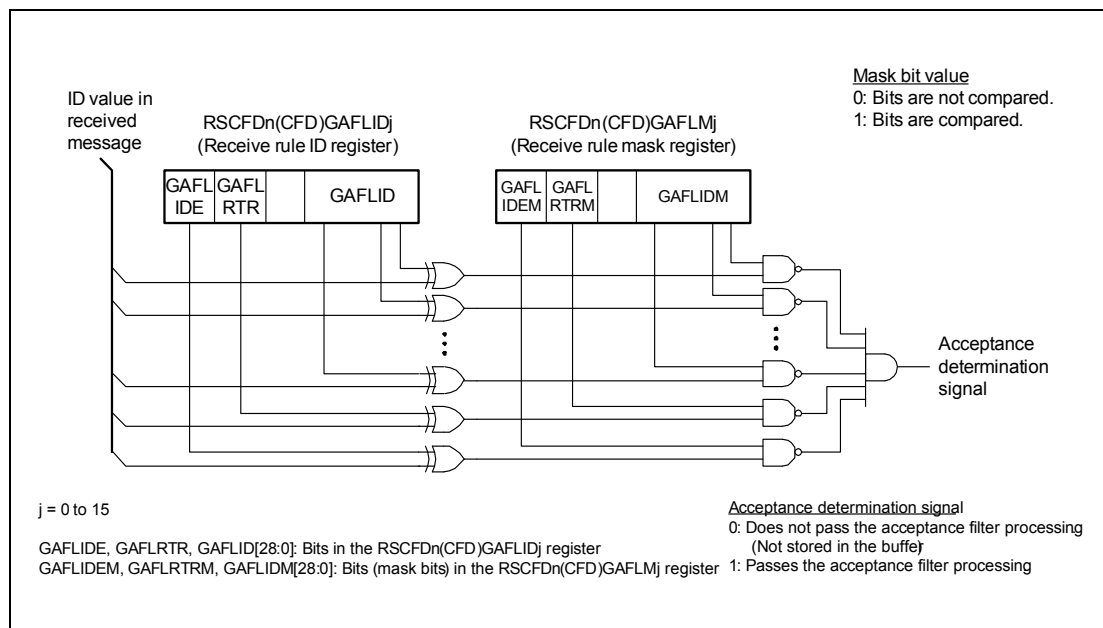 Mask bit value
0: Bits are not compared.
1: Bits are compared.
ID value in
received
message
RSCFDn(CFD)GAFLIDj
(Receive rule ID register)
RSCFDn(CFD)GAFLMj
(Receive rule mask register)
GAFL
IDE
GAFL
RTR
GAFLID
GAFL
IDEM
GAFL
RTRM
GAFLIDM
Acceptance
determination
signal
j = 0 to 15
GAFLIDE, GAFLRTR, GAFLID[28:0]: Bits in the RSCFDn(CFD)GAFLIDj register
GAFLIDEM, GAFLRTRM, GAFLIDM[28:0]: Bits (mask bits) in the RSCFDn(CFD)GAFLMj register
Acceptance determination signal
0: Does not pass the acceptance filter processing
(Not stored in the buffer)
1: Passes the acceptance filter processing